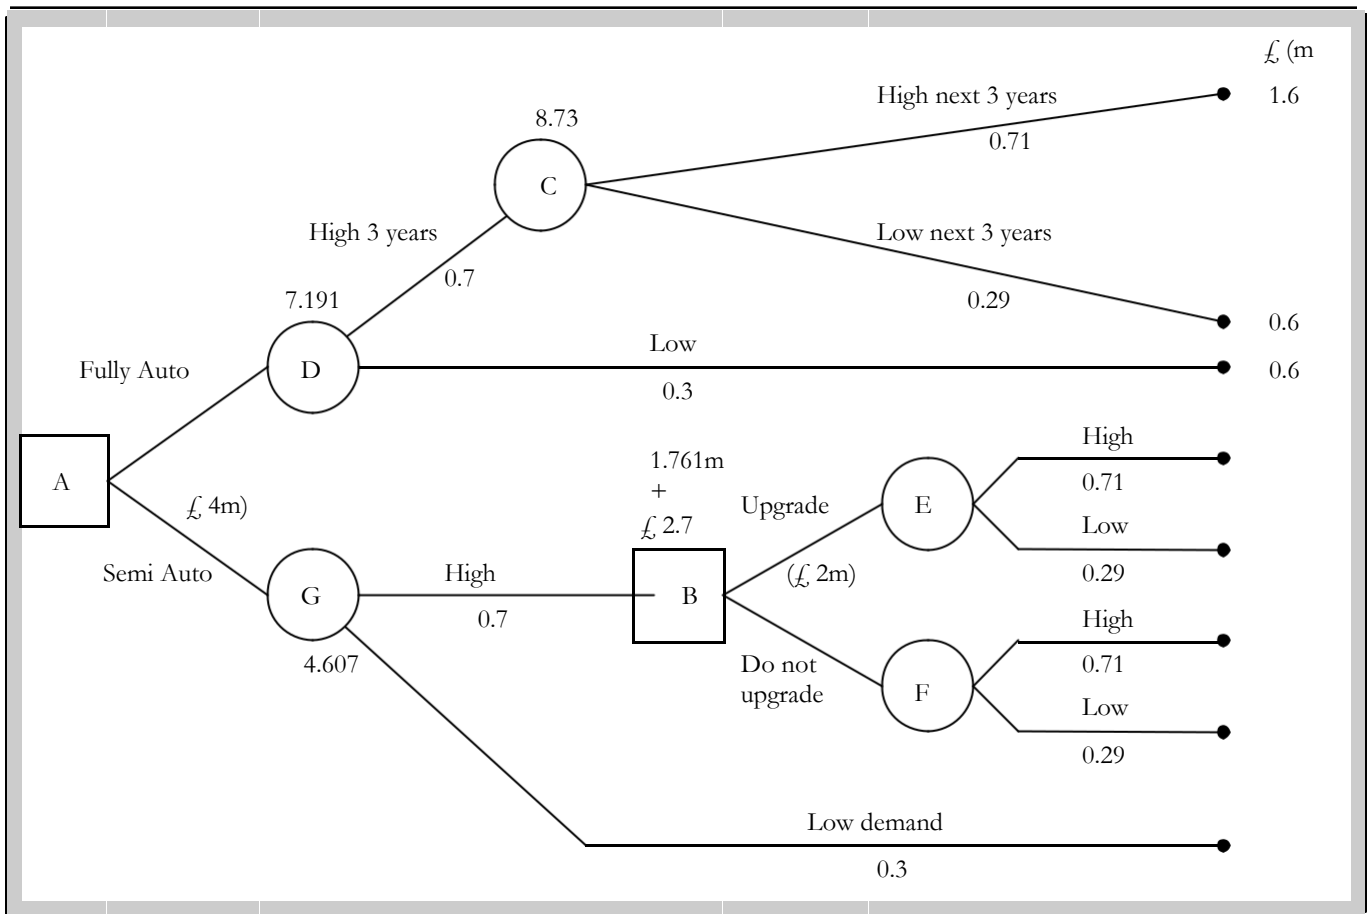 £ (m
High next 3 years
1.6
8.73
0.71
C
High 3 years
Low next 3 years
0.7
7.191
0.29
0.6
Low
Fully Auto
D
0.6
0.3
High
1.761m
+
£ 2.7
A
0.71
£ 4m)
Upgrade
E
Low
Semi Auto
High
(£ 2m)
0.29
G
B
0.7
High
4.607
Do not
upgrade
0.71
F
Low
0.29
Low demand
0.3